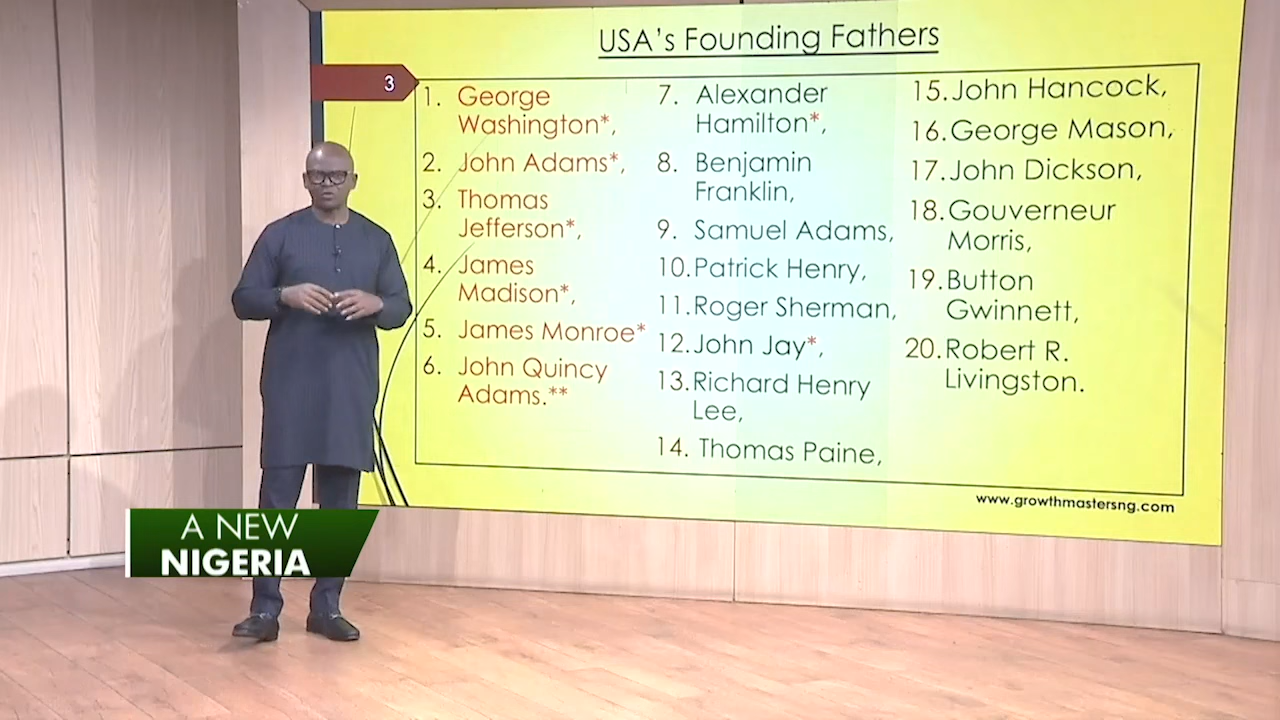 USA's Founding Fathers
3
1. George
Washington*,
2. John Adams*,
3. Thomas
Jefferson*,
4. James
Madison*,
5. James Monroe*
6. John Quincy
Adams.**
7. Alexander
Hamilton*,
8. Benjamin
Franklin,
9. Samuel Adams,
10. Patrick Henry,
11. Roger Sherman,
12. John Jay*,
13. Richard Henry
Lee,
14. Thomas Paine,
15. John Hancock,
16. George Mason,
17. John Dickson,
18. Gouverneur
Morris,
19. Button
Gwinnett,
20. Robert R.
Livingston.
www.growthmastersng.com
A NEW
NIGERIA